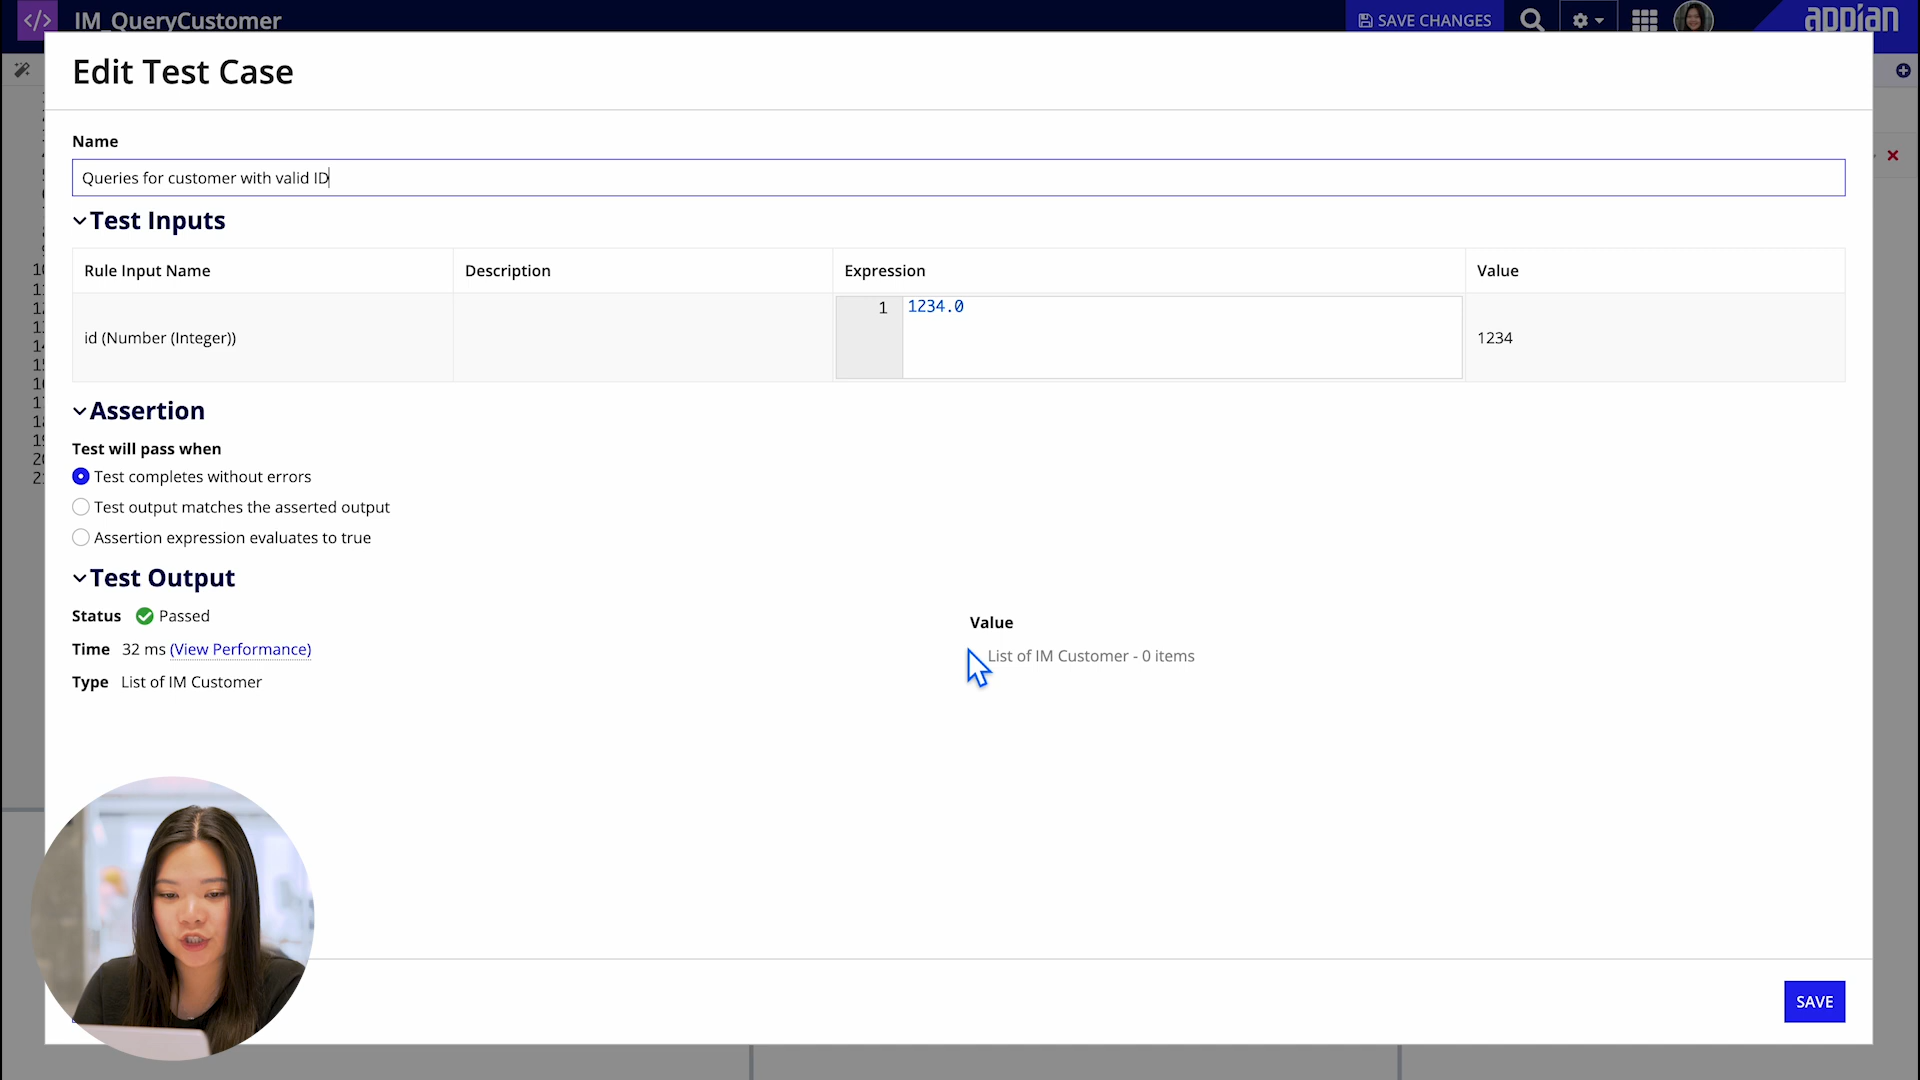 </> IM_QueryCustomer
SAVE CHANGES
appian
Edit Test Case
Name
Queries for customer with valid ID
Test Inputs
Rule Input Name Description Expression Value
id (Number (Integer)) 1 1234.0 1234
Assertion
Test will pass when
Test completes without errors
Test output matches the asserted output
Assertion expression evaluates to true
Test Output
Status Passed
Time 32 ms (View Performance)
Type List of IM Customer
Value
List of IM Customer - 0 items
SAVE